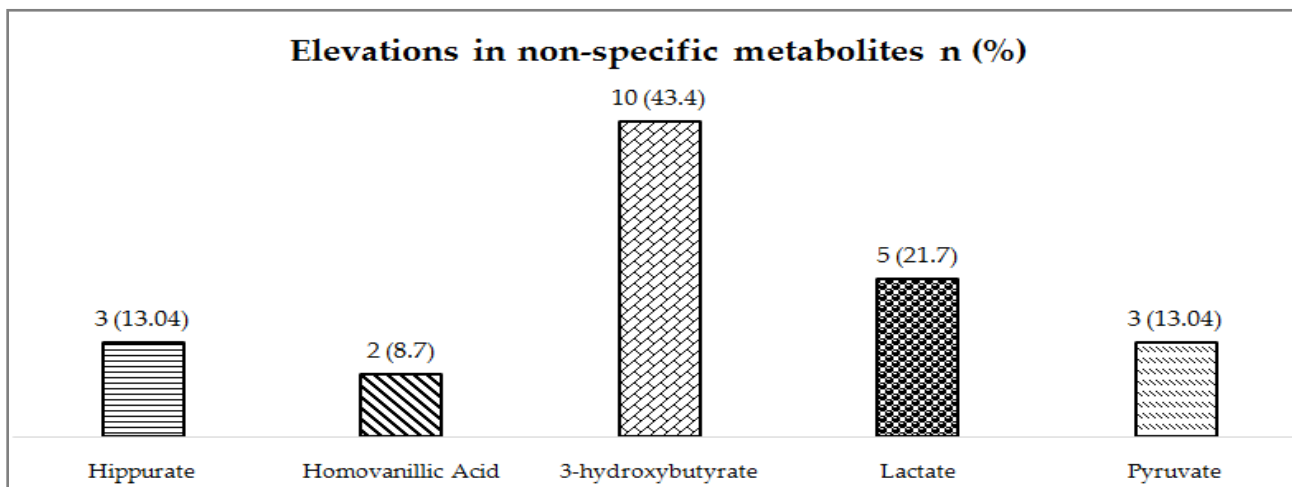 Elevations in non-specific metabolites n (%)
10 (43.4)
5 (21.7)
3 (13.04)
2 (8.7)
3 (13.04)
Hippurate
Homovanillic Acid
3-hydroxybutyrate
Lactate
Pyruvate